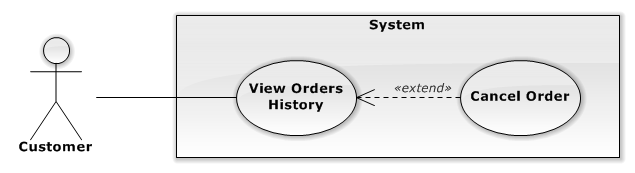 System
View Orders
History
«extend»
Cancel Order
Customer